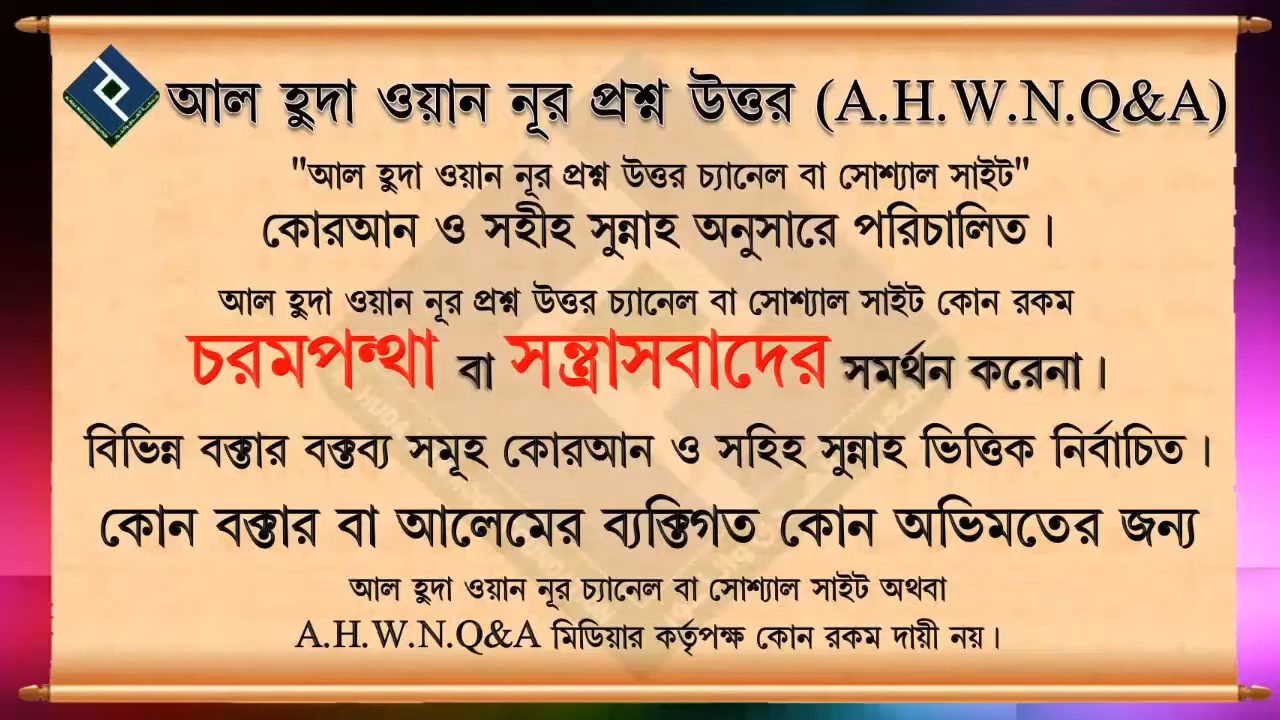 আল হুদা ওয়ান নূর প্রশ্ন উত্তর (A.H.W.N.Q&A)
"আল হুদা ওয়ান নূর প্রশ্ন উত্তর চ্যানেল বা সোশ্যাল সাইট"
কোরআন ও সহীহ সুন্নাহ অনুসারে পরিচালিত।
আল হুদা ওয়ান নূর প্রশ্ন উত্তর চ্যানেল বা সোশ্যাল সাইট কোন রকম
চরমপন্থা বা সন্ত্রাসবাদের সমর্থন করেনা।
বিভিন্ন বক্তার বক্তব্য সমূহ কোরআন ও সহিহ সুন্নাহ ভিত্তিক নির্বাচিত।
কোন বক্তার বা আলেমের ব্যক্তিগত কোন অভিমতের জন্য
আল হুদা ওয়ান নূর চ্যানেল বা সোশ্যাল সাইট অথবা
A.H.W.N.Q&A মিডিয়ার কর্তৃপক্ষ কোন রকম দায়ী নয়।